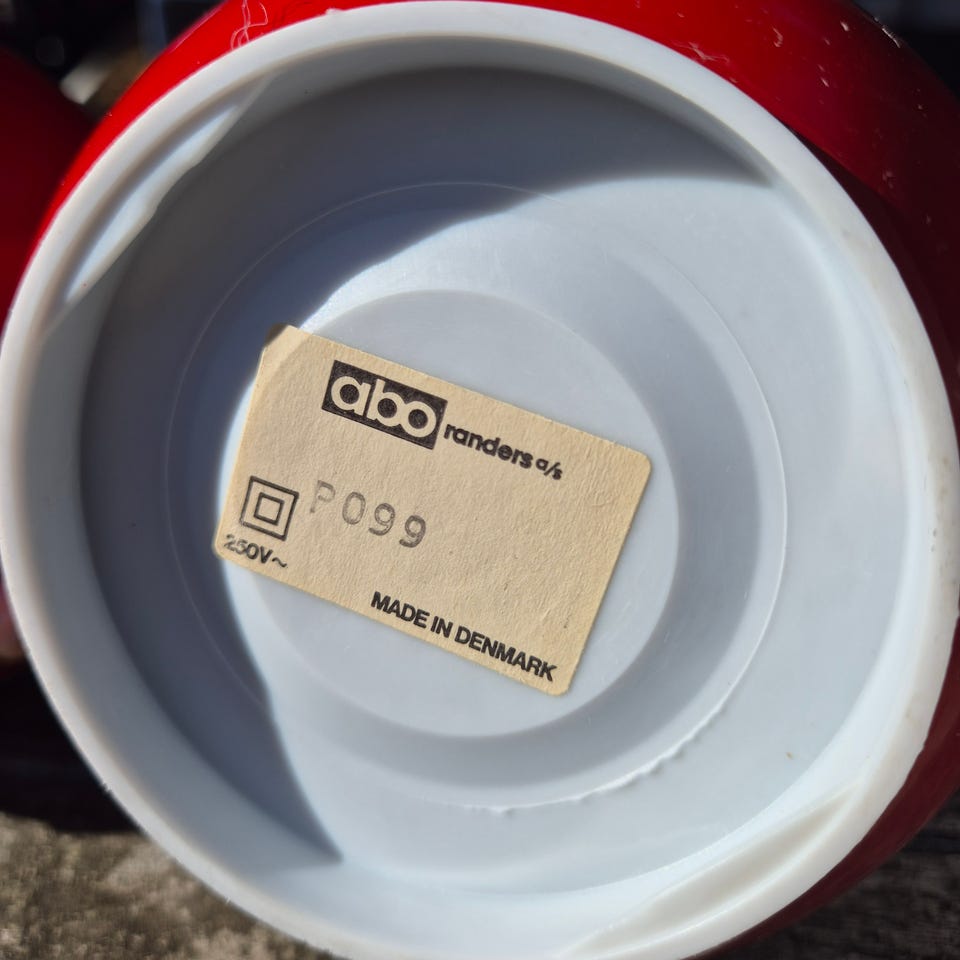 abo randers a/s
P099
250V~
MADE IN DENMARK